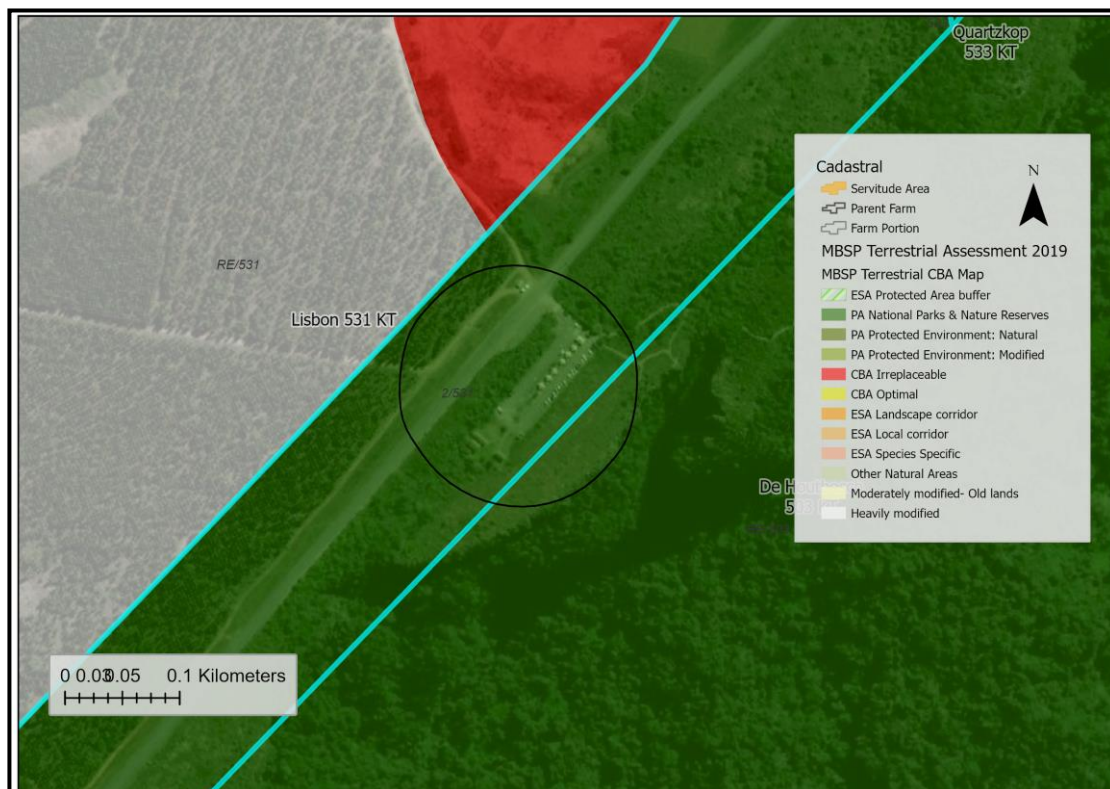 Quartzkop
533 KT
RE/531
Lisbon 531 KT
De Hou
0 0.03 0.05 0.1 Kilometers
Cadastral
N
Servitude Area
Parent Farm
Farm Portion
MBSP Terrestrial Assessment 2019
MBSP Terrestrial CBA Map
ESA Protected Area buffer
PA National Parks & Nature Reserves
PA Protected Environment: Natural
PA Protected Environment: Modified
CBA Irreplaceable
CBA Optimal
ESA Landscape corridor
ESA Local corridor
ESA Species Specific
Other Natural Areas
Moderately modified- Old lands
Heavily modified